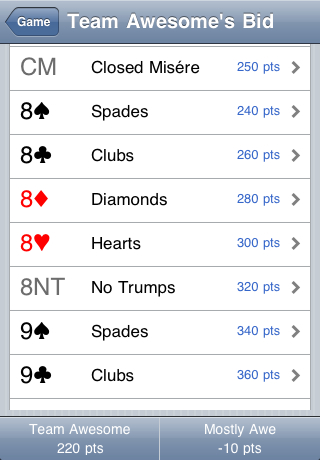 Game
Team Awesome's Bid
CM Closed Misére 250 pts
8♠ Spades 240 pts
8♣ Clubs 260 pts
8♦ Diamonds 280 pts
8♥ Hearts 300 pts
8NT No Trumps 320 pts
9♠ Spades 340 pts
9♣ Clubs 360 pts
Team Awesome Mostly Awe
220 pts -10 pts